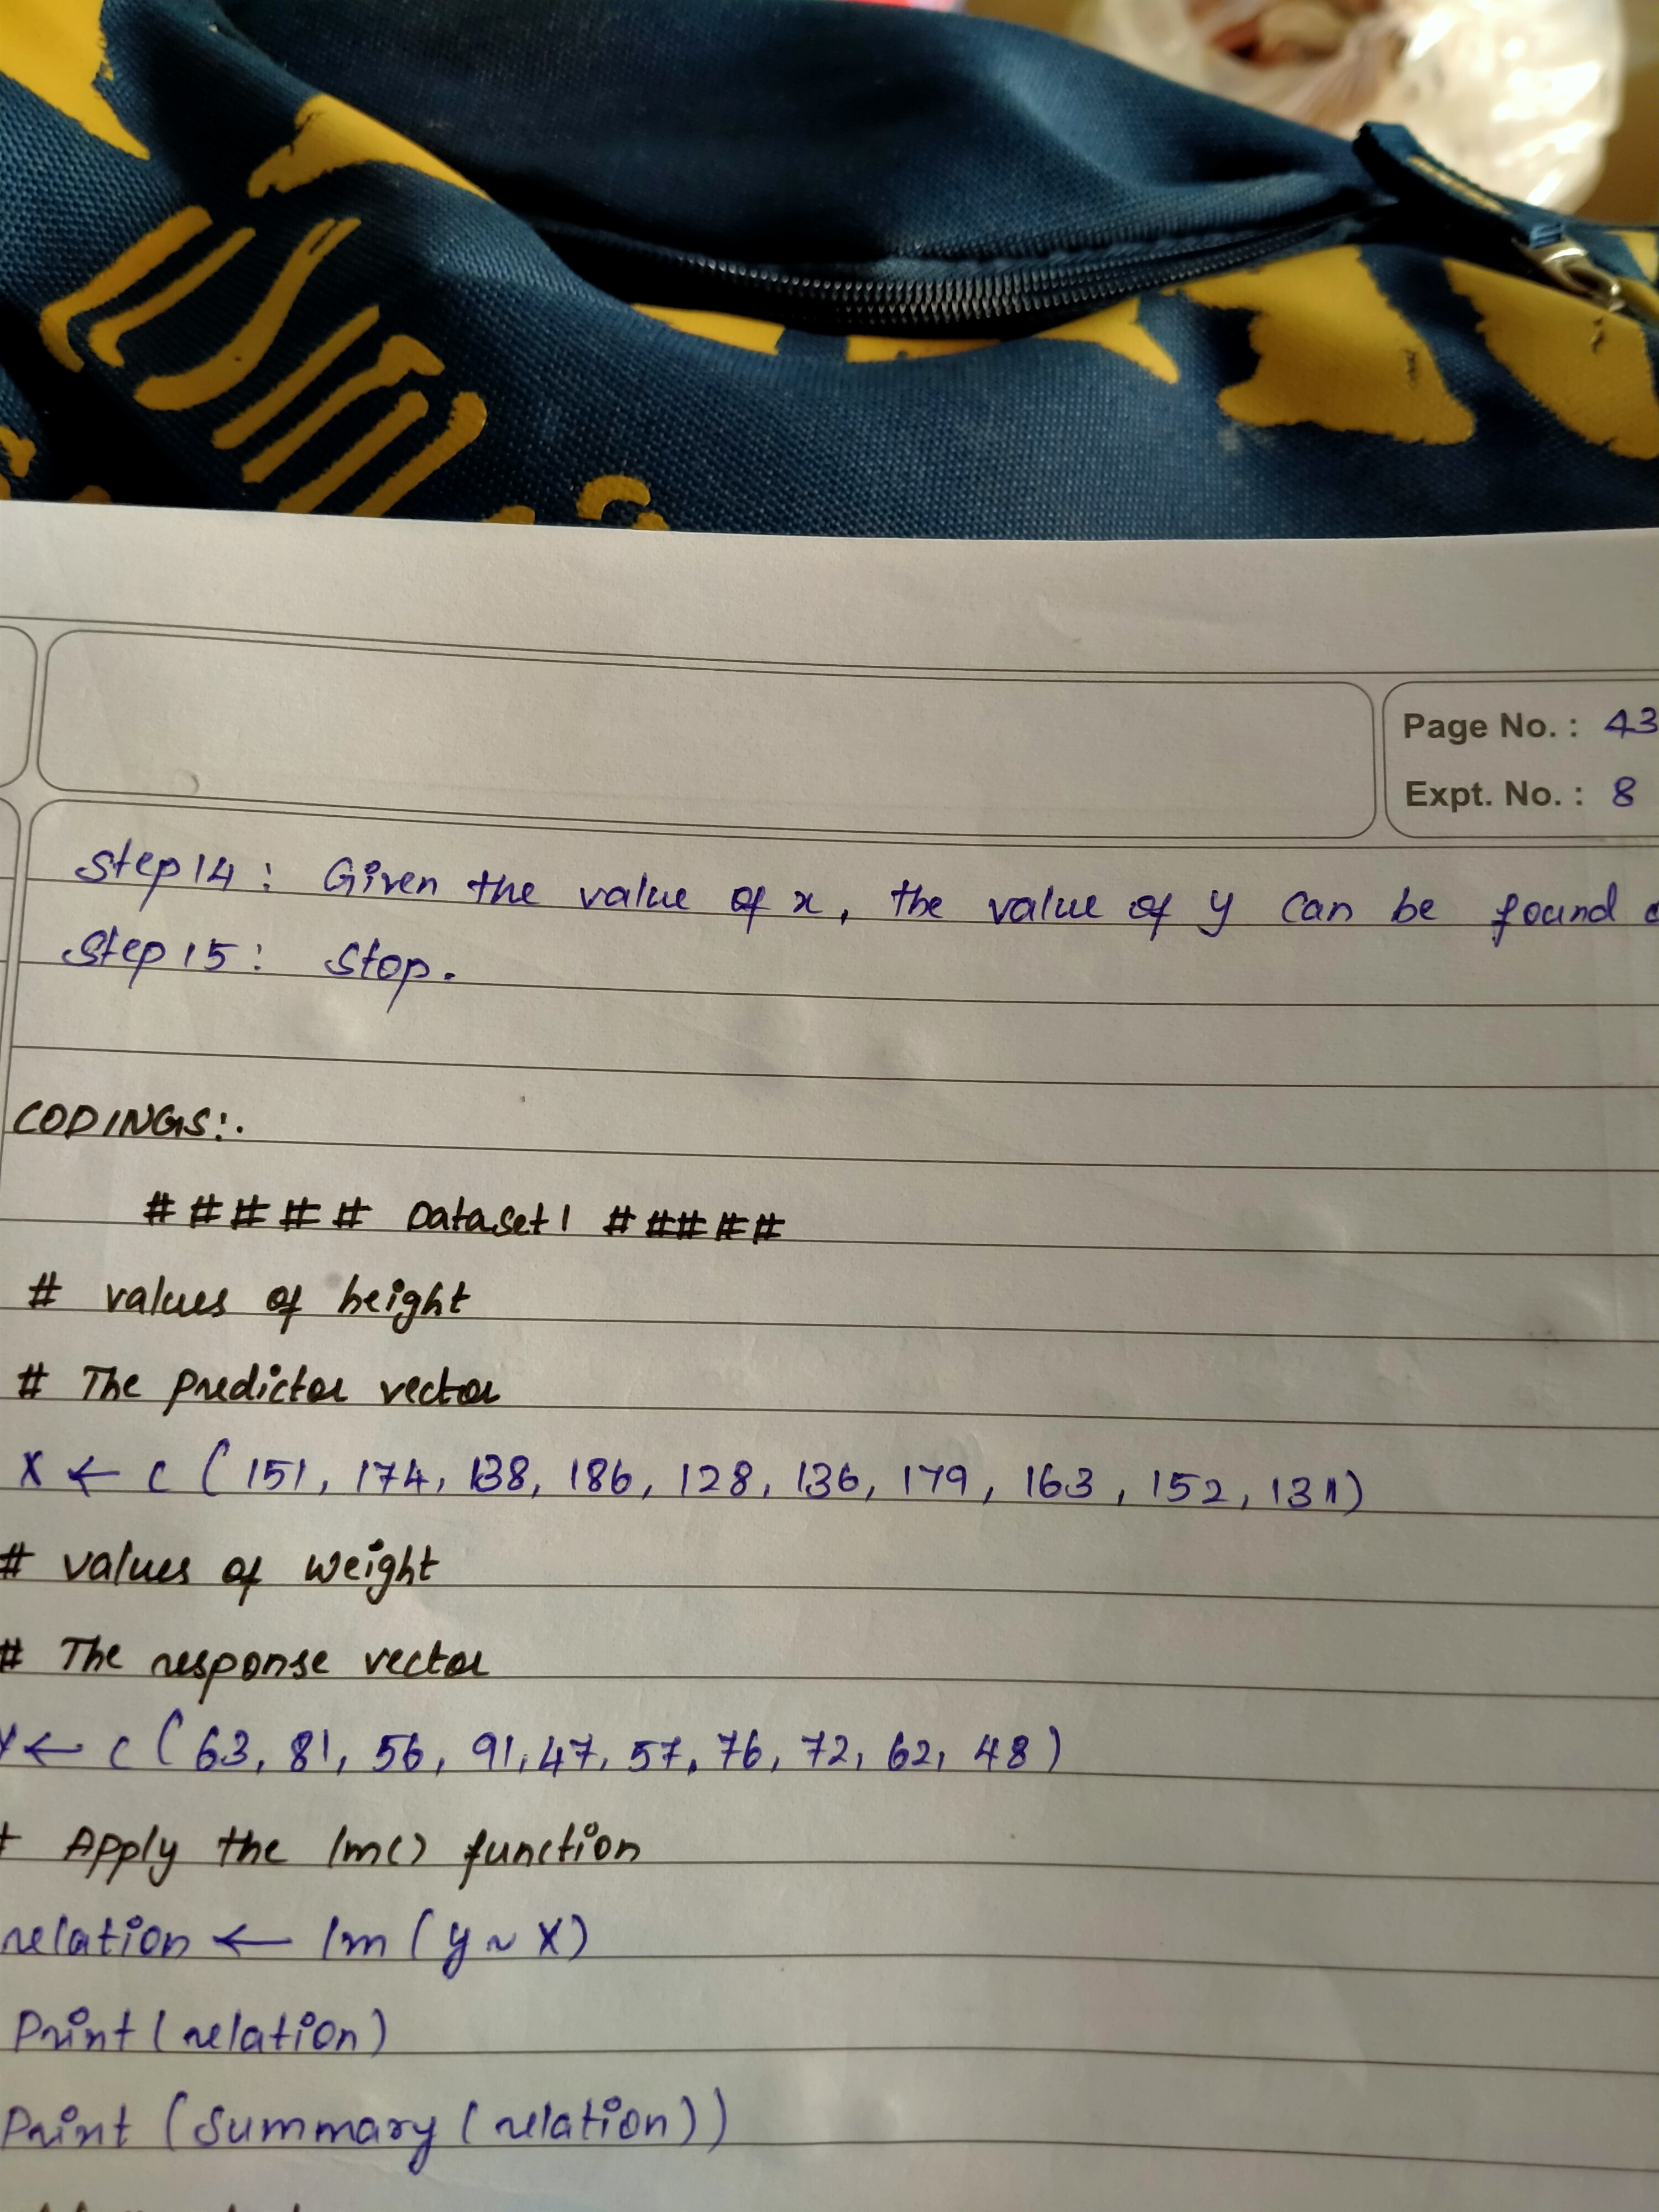 Page No. : 43
Expt. No. : 8
Step 14 : Given the value of x, the value of y can be found
Step 15 : Stop.
CODINGS:.
##### Dataset1 #####
# values of height
# The predictor vector
X ← c ( 151, 174, 138, 186, 128, 136, 179, 163, 152, 131)
# values of weight
# The response vector
Y ← c ( 63, 81, 56, 91, 47, 57, 76, 72, 62, 48 )
# Apply the lm() function
relation ← lm ( y ~ X)
Print ( relation )
Print ( Summary ( relation ) )